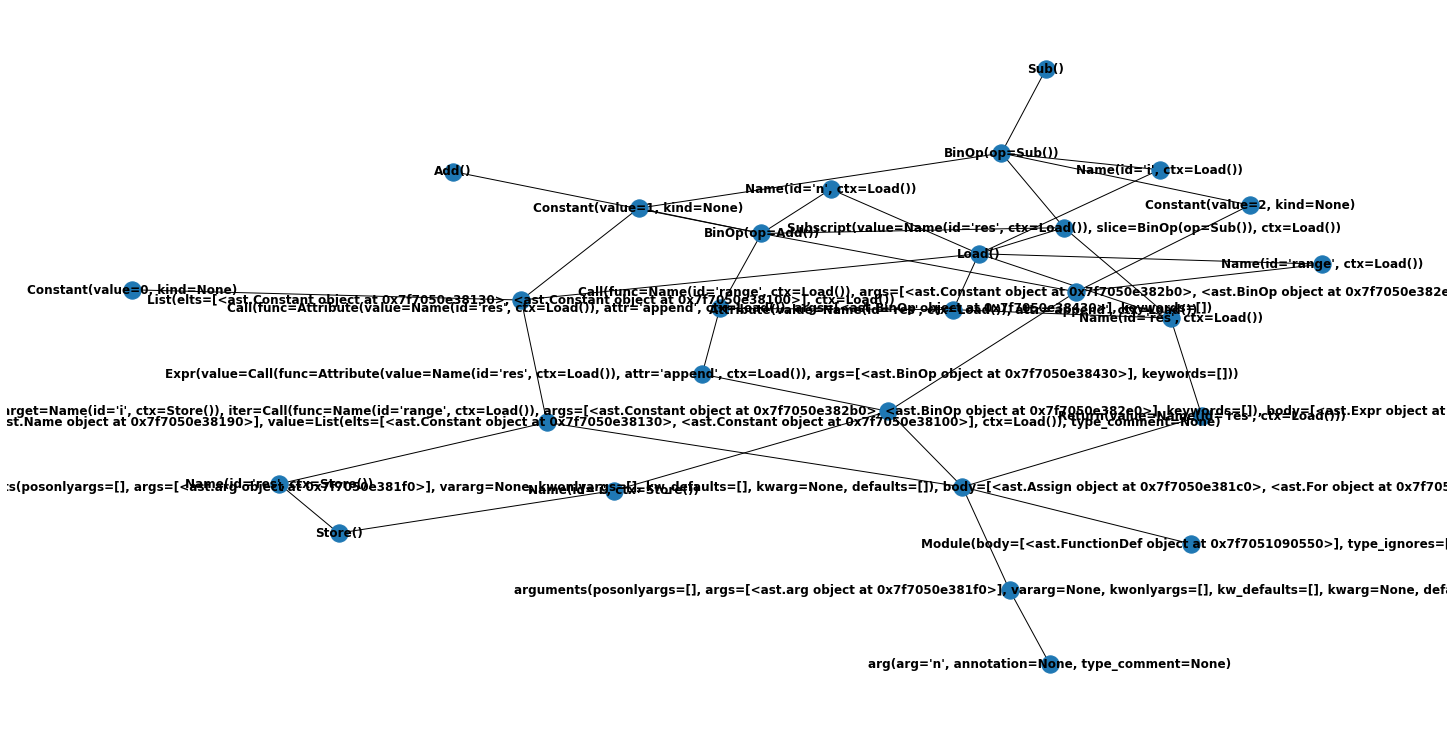 Sub()
BinOp(op=Sub())
Add()
Name(id='i', ctx=Load())
Name(id='n', ctx=Load())
Constant(value=2, kind=None)
Constant(value=1, kind=None)
Subscript(value=Name(id='res', ctx=Load()), slice=BinOp(op=Sub()), ctx=Load())
BinOp(op=Add())
Load()
Name(id='range', ctx=Load())
Constant(value=0, kind=None)
Call(func=Name(id='range', ctx=Load()), args=[<ast.Constant object at 0x7f7050e382b0>, <ast.BinOp object at 0x7f7050e382e
List(elts=[<ast.Constant object at 0x7f7050e38130>, <ast.Constant object at 0x7f7050e38100>], ctx=Load())
Call(func=Attribute(value=Name(id='res', ctx=Load()), attr='append', ctx=Load()), args=[<ast.BinOp object at 0x7f7050e38430>], keywords=[])
Attribute(value=Name(id='res', ctx=Load()), attr='append', ctx=Load())
Name(id='res', ctx=Load())
Expr(value=Call(func=Attribute(value=Name(id='res', ctx=Load()), attr='append', ctx=Load()), args=[<ast.BinOp object at 0x7f7050e38430>], keywords=[]))
arget=Name(id='i', ctx=Store()), iter=Call(func=Name(id='range', ctx=Load()), args=[<ast.Constant object at 0x7f7050e382b0>, <ast.BinOp object at 0x7f7050e382e0>], keywords=[]), body=[<ast.Expr object at
Return(value=Name(id='res', ctx=Load()))
st.Name object at 0x7f7050e38190>], value=List(elts=[<ast.Constant object at 0x7f7050e38130>, <ast.Constant object at 0x7f7050e38100>], ctx=Load()), type_comment=None)
Name(id='res', ctx=Store())
ts(posonlyargs=[], args=[<ast.arg object at 0x7f7050e381f0>], vararg=None, kwonlyargs=[], kw_defaults=[], kwarg=None, defaults=[]), body=[<ast.Assign object at 0x7f7050e381c0>, <ast.For object at 0x7f705
Name(id='i', ctx=Store())
Store()
Module(body=[<ast.FunctionDef object at 0x7f7051090550>], type_ignores=[
arguments(posonlyargs=[], args=[<ast.arg object at 0x7f7050e381f0>], vararg=None, kwonlyargs=[], kw_defaults=[], kwarg=None, defa
arg(arg='n', annotation=None, type_comment=None)